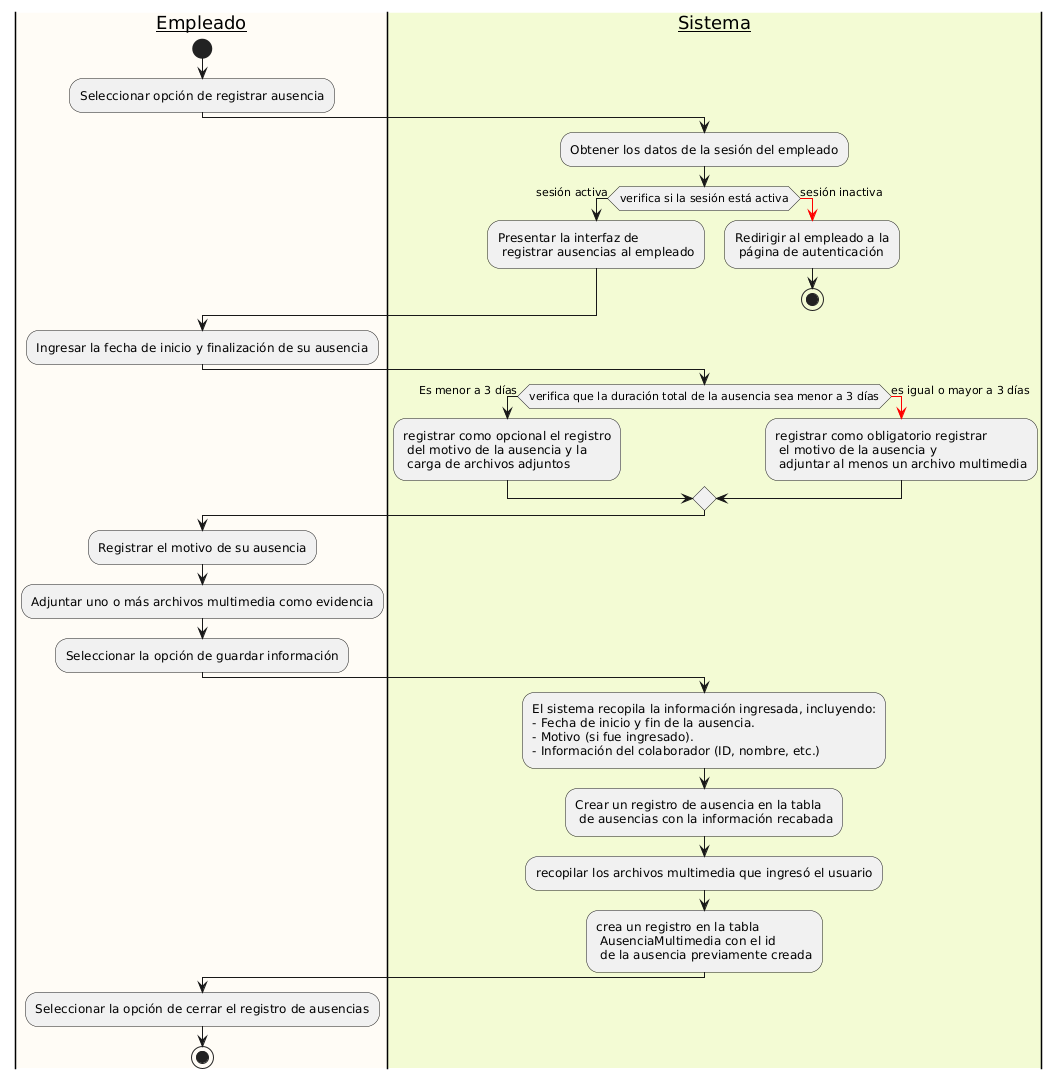 Empleado
Sistema
Seleccionar opción de registrar ausencia
Obtener los datos de la sesión del empleado
verifica si la sesión está activa
sesión activa
sesión inactiva
Presentar la interfaz de
registrar ausencias al empleado
Redirigir al empleado a la
página de autenticación
Ingresar la fecha de inicio y finalización de su ausencia
verifica que la duración total de la ausencia sea menor a 3 días
Es menor a 3 días
es igual o mayor a 3 días
registrar como opcional el registro
del motivo de la ausencia y la
carga de archivos adjuntos
registrar como obligatorio registrar
el motivo de la ausencia y
adjuntar al menos un archivo multimedia
Registrar el motivo de su ausencia
Adjuntar uno o más archivos multimedia como evidencia
Seleccionar la opción de guardar información
El sistema recopila la información ingresada, incluyendo:
- Fecha de inicio y fin de la ausencia.
- Motivo (si fue ingresado).
- Información del colaborador (ID, nombre, etc.)
Crear un registro de ausencia en la tabla
de ausencias con la información recabada
recopilar los archivos multimedia que ingresó el usuario
crea un registro en la tabla
AusenciaMultimedia con el id
de la ausencia previamente creada
Seleccionar la opción de cerrar el registro de ausencias